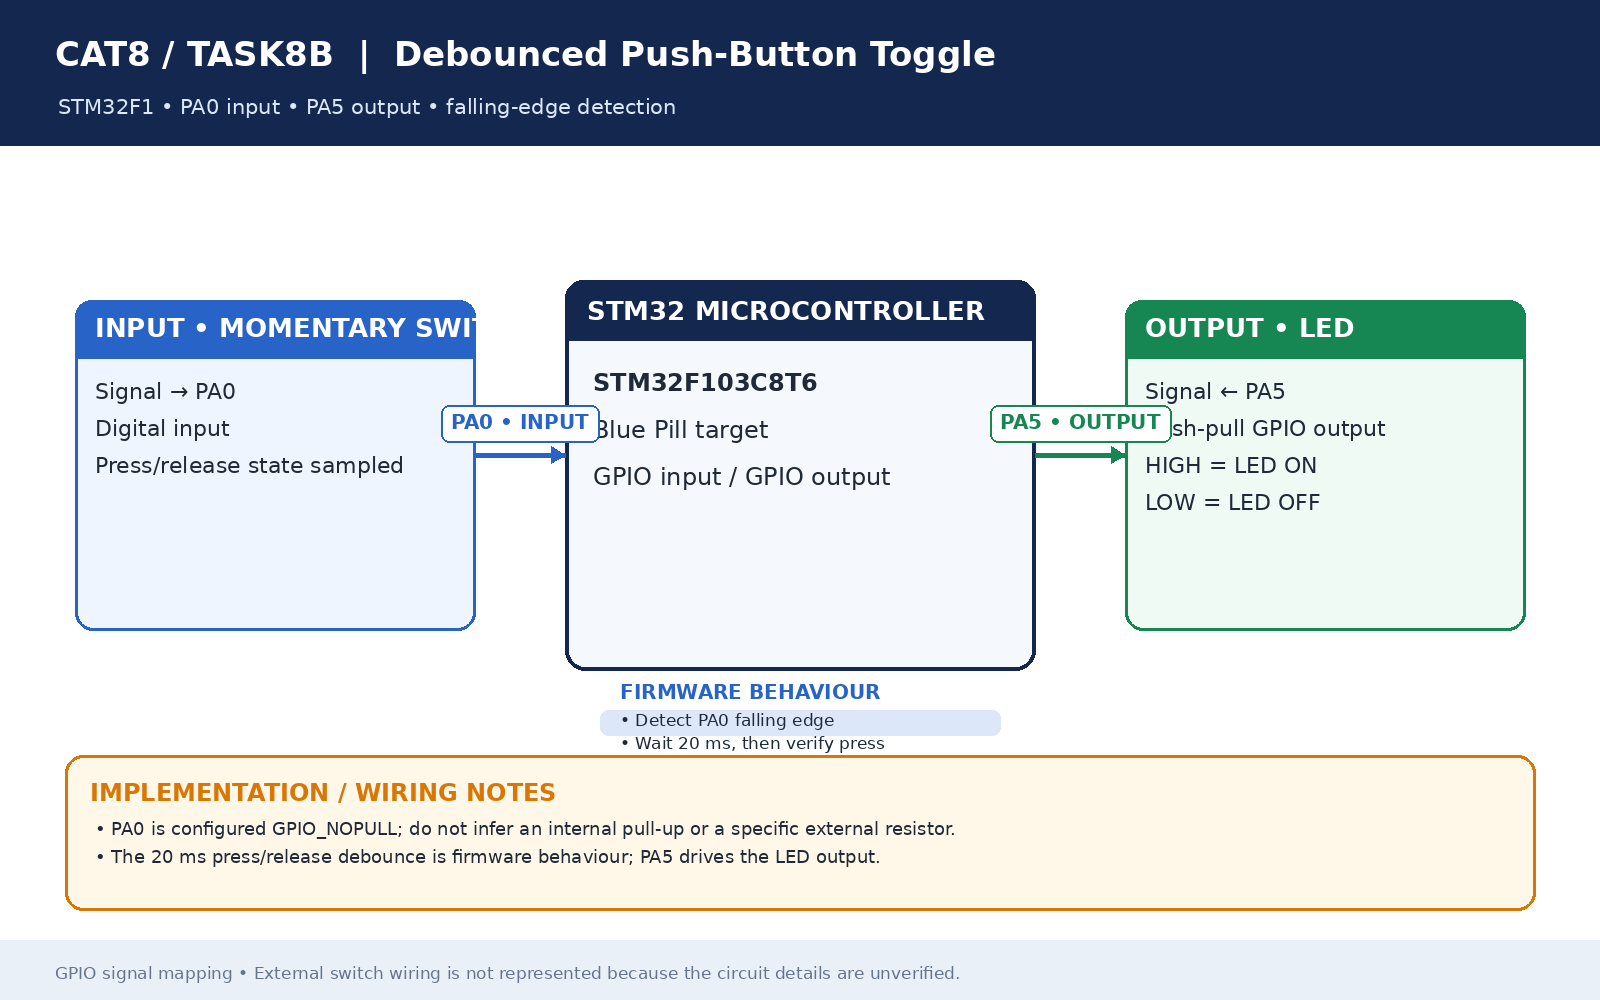 CAT8 / TASK8B | Debounced Push-Button Toggle
STM32F1 • PA0 input • PA5 output • falling-edge detection
INPUT • MOMENTARY
Signal → PA0
Digital input
Press/release state sampled
PA0 • INPUT
STM32 MICROCONTROLLER
STM32F103C8T6
Blue Pill target
GPIO input / GPIO output
PA5 • OUTPUT
OUTPUT • LED
Signal ← PA5
GPIO output
HIGH = LED ON
LOW = LED OFF
FIRMWARE BEHAVIOUR
• Detect PA0 falling edge
• Wait 20 ms, then verify press
IMPLEMENTATION / WIRING NOTES
• PA0 is configured GPIO_NOPULL; do not infer an internal pull-up or a specific external resistor.
• The 20 ms press/release debounce is firmware behaviour; PA5 drives the LED output.
GPIO signal mapping • External switch wiring is not represented because the circuit details are unverified.